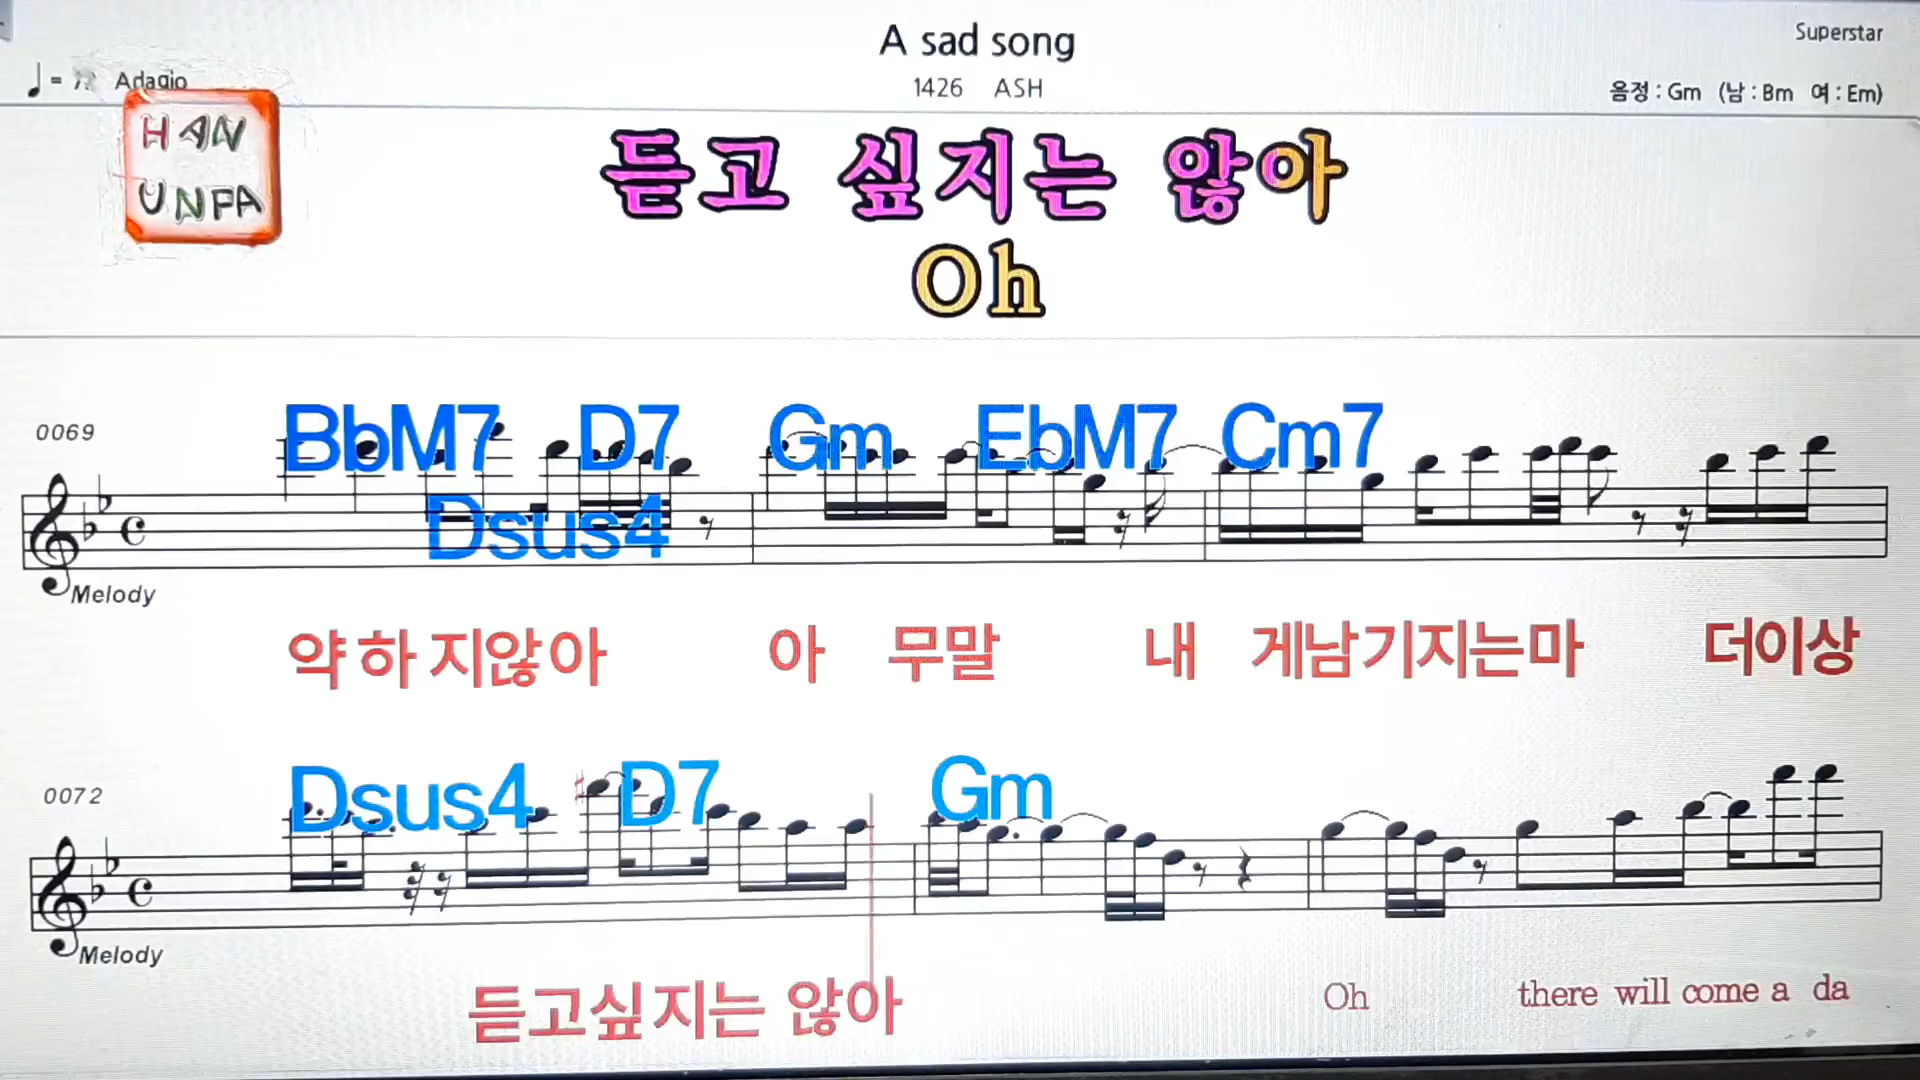 A sad song
Superstar
Adagio
1426 ASH
음정 : Gm (남 : Bm 여 : Em)
HAN
UNPA
듣고 싶지는 않아
Oh
0069
BbM7 D7 Gm EbM7 Cm7
Dsus4
Melody
약하지않아 아 무말 내 게남기지는마 더이상
0072
Dsus4 D7 Gm
Melody
듣고싶지는 않아 Oh there will come a da